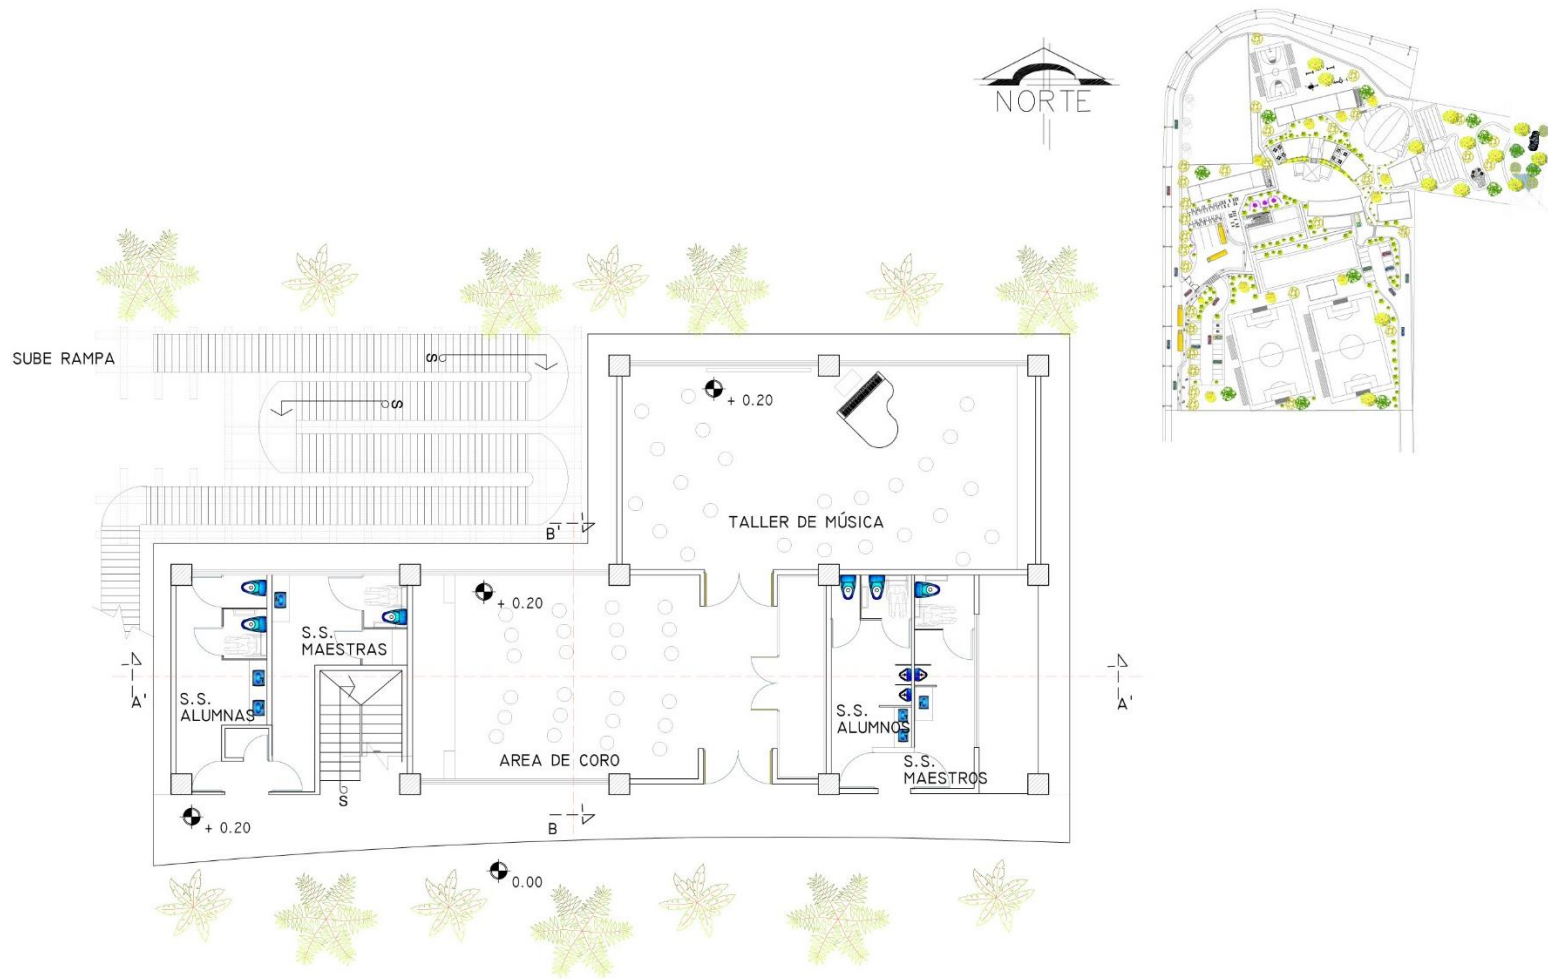 NORTE
SUBE RAMPA
S
S
+ 0.20
TALLER DE MÚSICA
B'
+ 0.20
S.S.
MAESTRAS
A'
S.S.
ALUMNAS
A'
S.S.
ALUMNOS
AREA DE CORO
S.S.
MAESTROS
S
+ 0.20
B
0.00